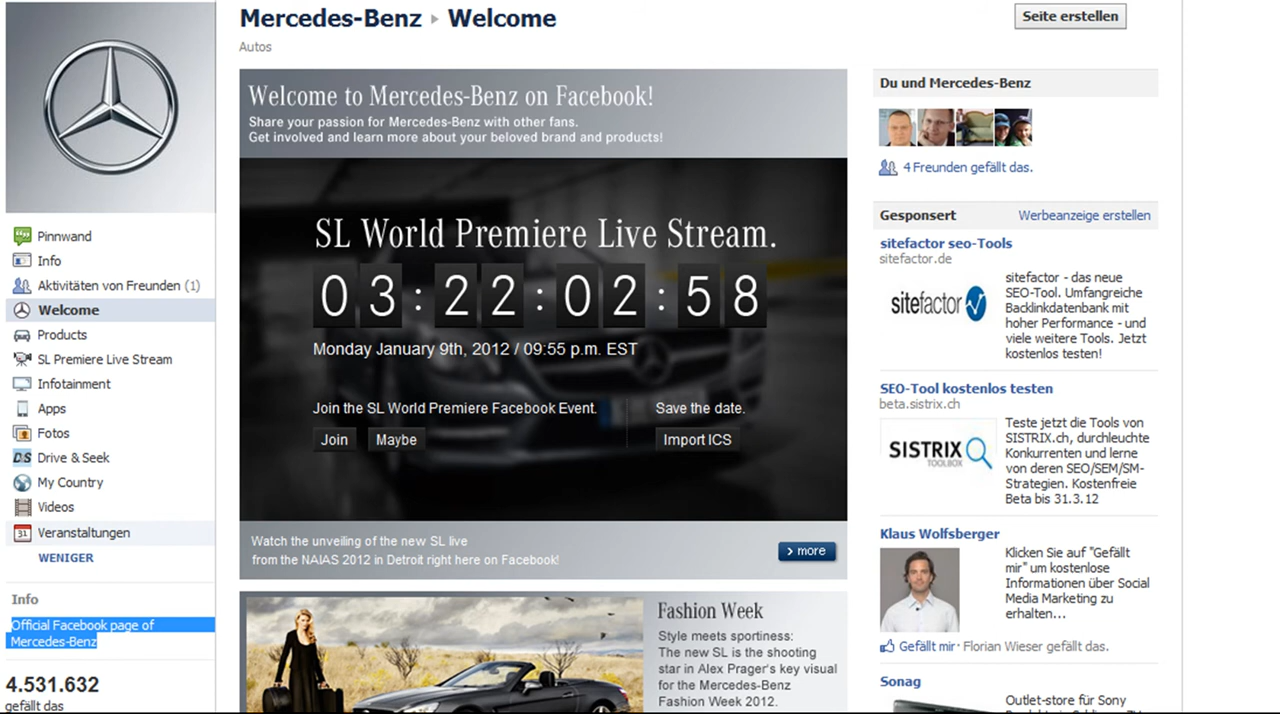 Mercedes-Benz ▸ Welcome
Autos
Seite erstellen
Pinnwand
Info
Aktivitäten von Freunden (1)
Welcome
Products
SL Premiere Live Stream
Infotainment
Apps
Fotos
D/S Drive & Seek
My Country
Videos
31 Veranstaltungen
WENIGER
Info
Official Facebook page of
Mercedes-Benz
4.531.632
gefällt das
Welcome to Mercedes-Benz on Facebook!
Share your passion for Mercedes-Benz with other fans.
Get involved and learn more about your beloved brand and products!
SL World Premiere Live Stream.
03:22:02:58
Monday January 9th, 2012 / 09:55 p.m. EST
Join the SL World Premiere Facebook Event.
Join Maybe
Save the date.
Import ICS
Watch the unveiling of the new SL live
from the NAIAS 2012 in Detroit right here on Facebook!
› more
Fashion Week
Style meets sportiness:
The new SL is the shooting
star in Alex Prager's key visual
for the Mercedes-Benz
Fashion Week 2012.
Du und Mercedes-Benz
4 Freunden gefällt das.
Gesponsert Werbeanzeige erstellen
sitefactor seo-Tools
sitefactor.de
sitefactor
sitefactor - das neue
SEO-Tool. Umfangreiche
Backlinkdatenbank mit
hoher Performance - und
viele weitere Tools. Jetzt
kostenlos testen!
SEO-Tool kostenlos testen
beta.sistrix.ch
SISTRIX
TOOLBOX
Teste jetzt die Tools von
SISTRIX.ch, durchleuchte
Konkurrenten und lerne
von deren SEO/SEM/SM-
Strategien. Kostenfreie
Beta bis 31.3.12
Klaus Wolfsberger
Klicken Sie auf "Gefällt
mir" um kostenlose
Informationen über Social
Media Marketing zu
erhalten...
Gefällt mir · Florian Wieser gefällt das.
Sonag
Outlet-store für Sony